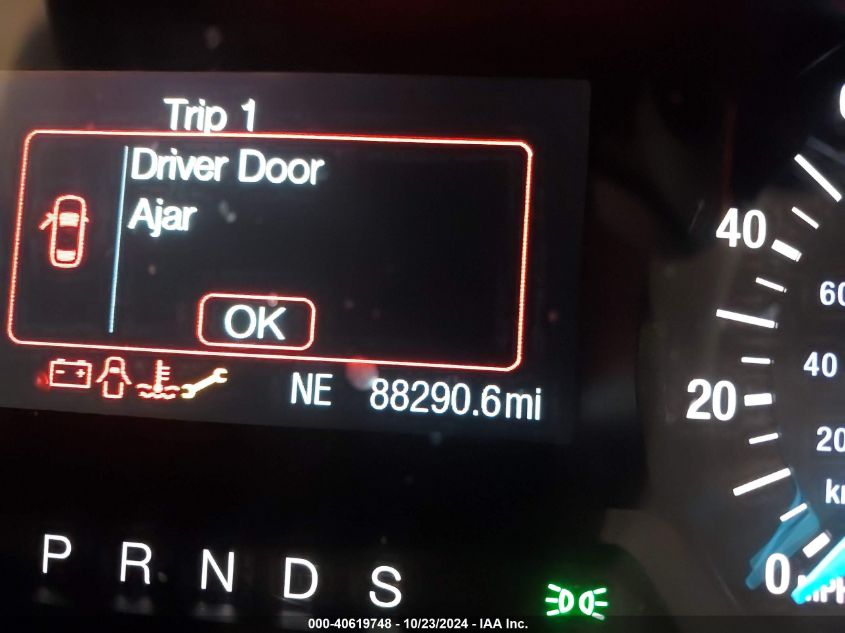 Trip 1
Driver Door
Ajar
OK
NE 88290.6mi
P R N D S
40
20
0
60
40
20
MPH
000-40619748 - 10/23/2024 - IAA Inc.